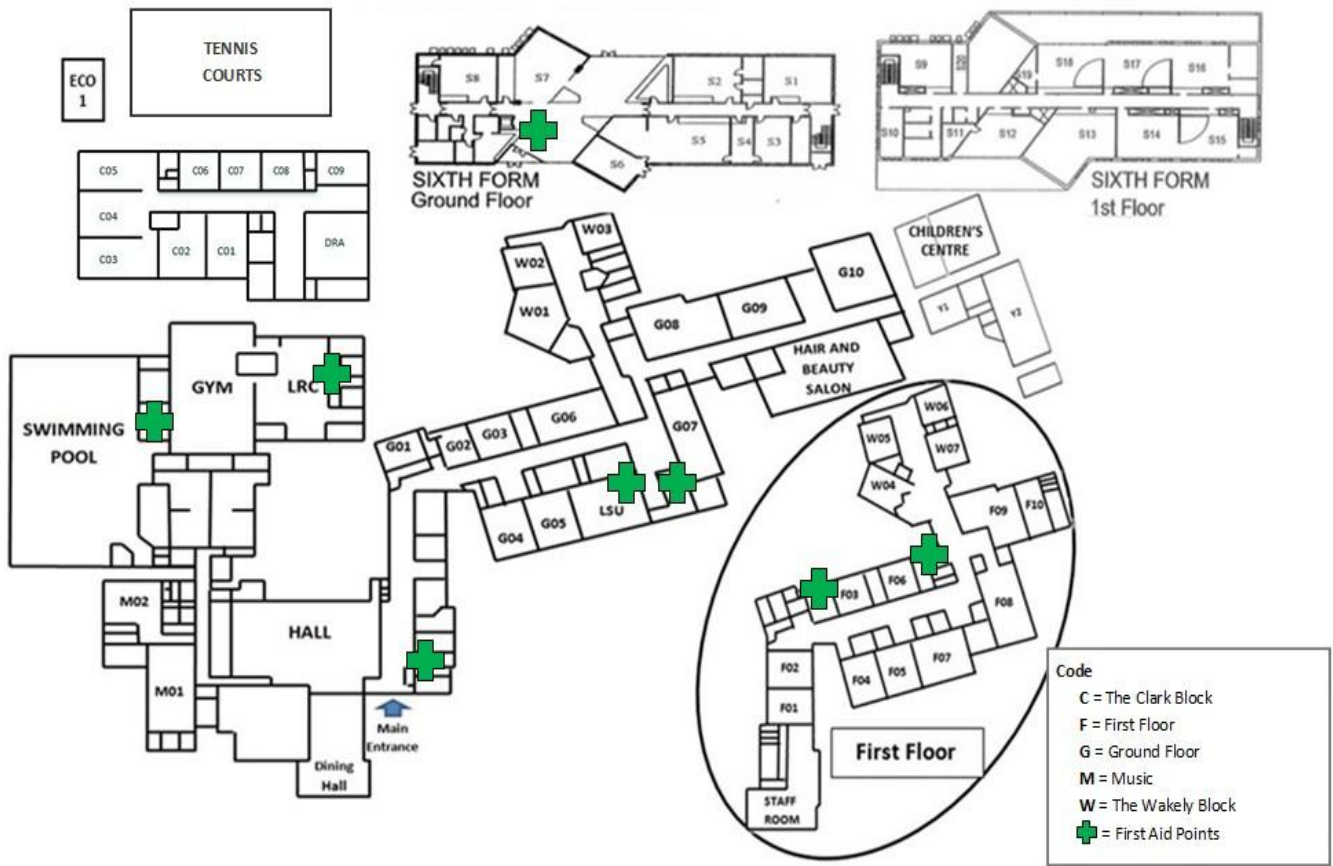 TENNIS
COURTS
ECO
1
S8
S7
S2
S1
S6
S5
S4
S3
SIXTH FORM
Ground Floor
S9
S20
S19
S18
S17
S16
S10
S11
S12
S13
S14
S15
SIXTH FORM
1st Floor
C05
C06
C07
C08
C09
C04
C03
C02
C01
DRA
W03
W02
W01
G10
G09
G08
CHILDREN'S
CENTRE
Y1
Y2
HAIR AND
BEAUTY
SALON
GYM
LRC
SWIMMING
POOL
G01
G02
G03
G06
G07
G04
G05
LSU
W06
W05
W07
W04
F09
F10
F03
F06
F08
F02
F04
F05
F07
F01
STAFF
ROOM
First Floor
M02
HALL
M01
Main
Entrance
Dining
Hall
Code
C = The Clark Block
F = First Floor
G = Ground Floor
M = Music
W = The Wakely Block
= First Aid Points